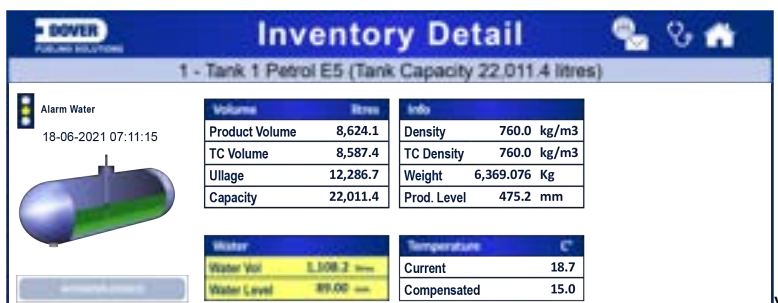 DOVER
FUELING SOLUTIONS
Inventory Detail
1 - Tank 1 Petrol E5 (Tank Capacity 22,011.4 litres)
Alarm Water
18-06-2021 07:11:15
Volume litres
Product Volume 8,624.1
TC Volume 8,587.4
Ullage 12,286.7
Capacity 22,011.4
Info
Density 760.0 kg/m3
TC Density 760.0 kg/m3
Weight 6,369.076 Kg
Prod. Level 475.2 mm
Water
Water Vol 1,108.2 litres
Water Level 89.00 mm
Temperature C°
Current 18.7
Compensated 15.0